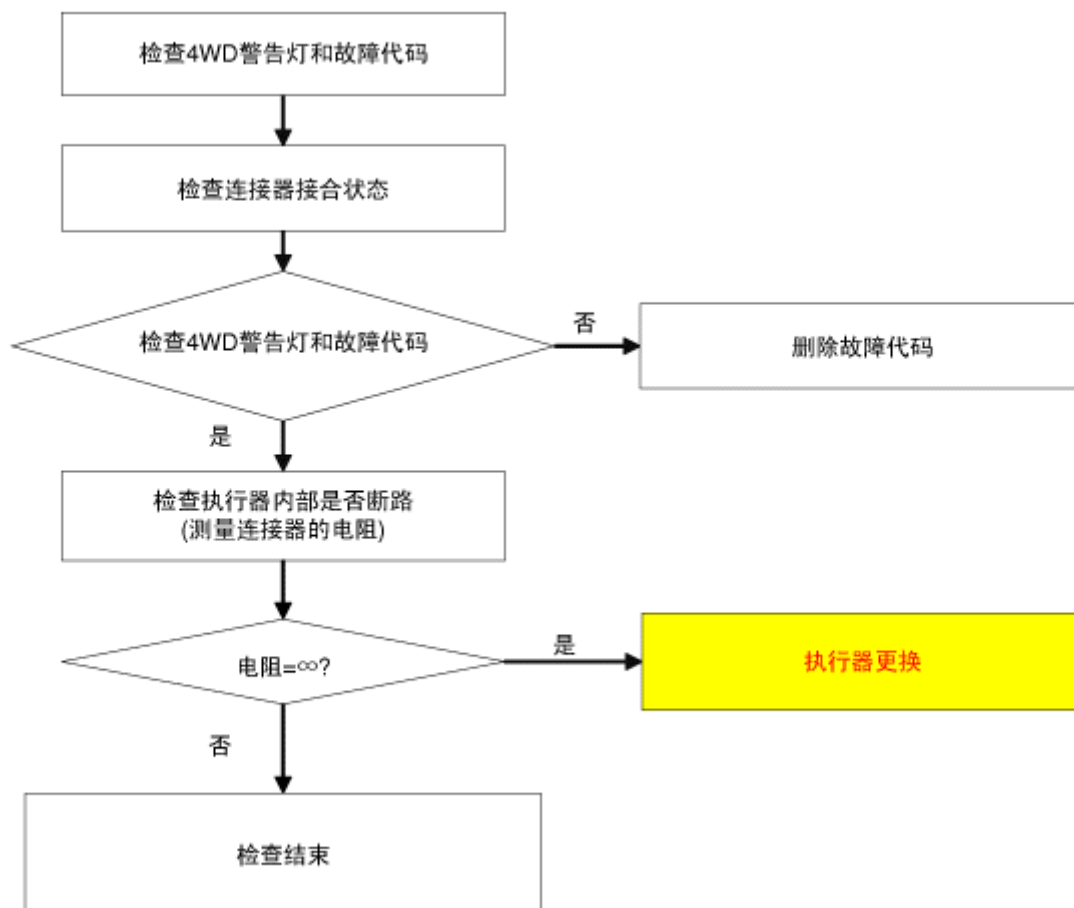 检查4WD警告灯和故障代码
检查连接器接合状态
检查4WD警告灯和故障代码
否
删除故障代码
是
检查执行器内部是否断路
(测量连接器的电阻)
电阻=∞?
是
执行器更换
否
检查结束